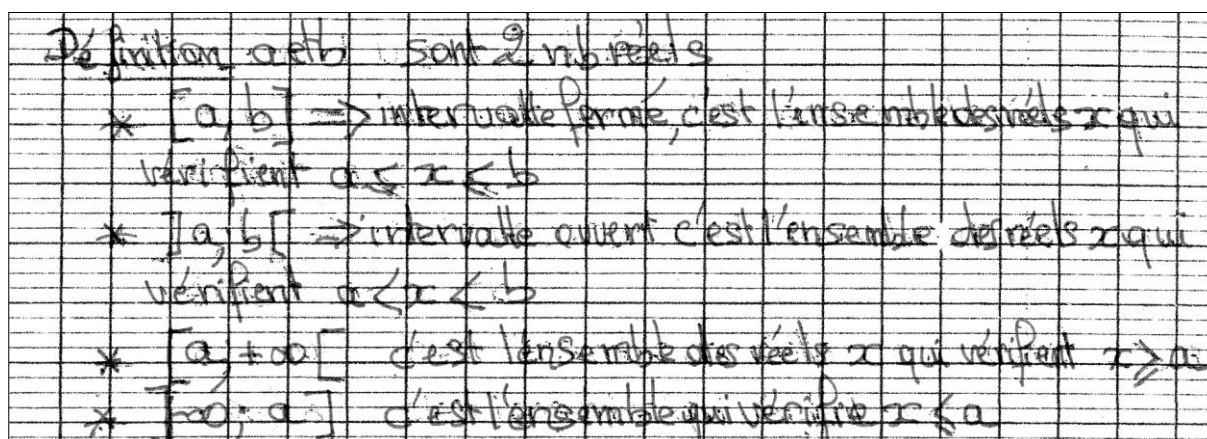 Définition a et b sont 2 nb réels
* [a, b] => intervalle fermé, c'est l'ensemble des réels x qui
vérifient a ⩽ x ⩽ b
* ]a; b[ => intervalle ouvert c'est l'ensemble des réels x qui
vérifient a < x < b
* [a; +∞[ c'est l'ensemble des réels x qui vérifient x ⩾ a
* ]-∞; a] c'est l'ensemble qui vérifie x ⩽ a